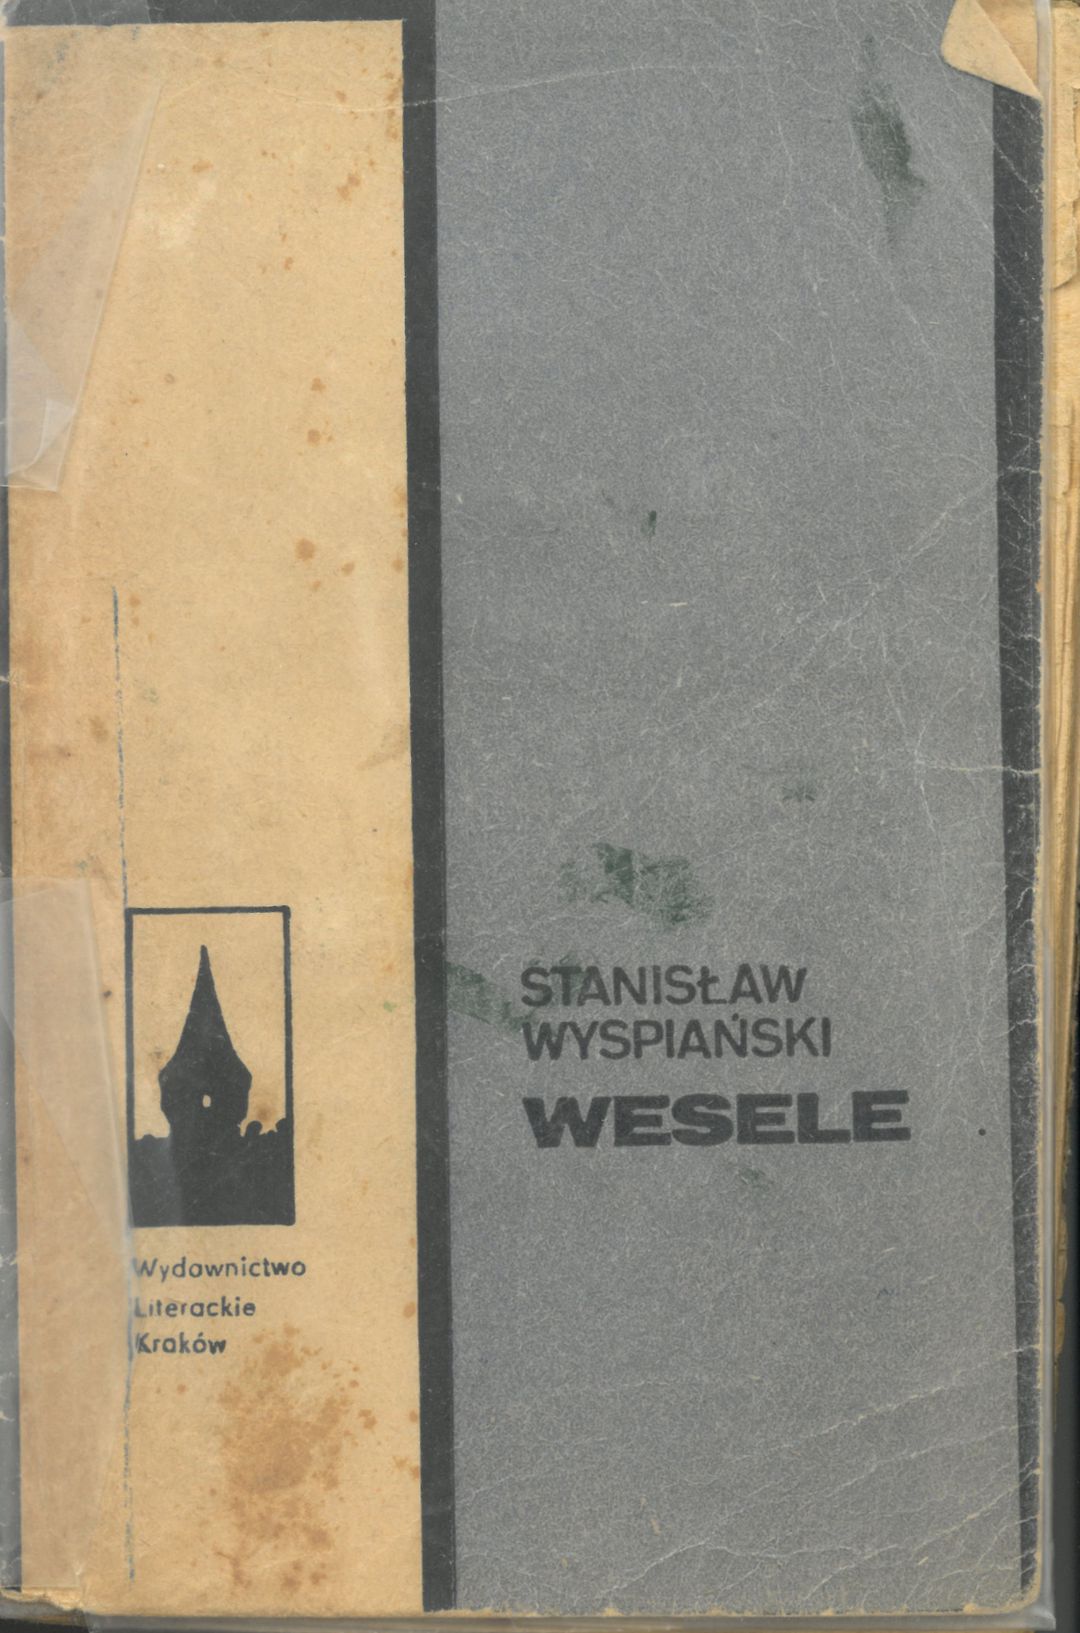 STANISŁAW
WYSPIAŃSKI
WESELE
Wydawnictwo
Literackie
Kraków